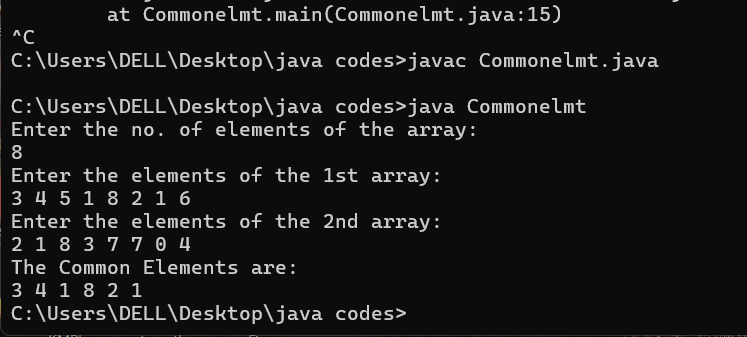 at Commonelmt.main(Commonelmt.java:15)
^C
C:\Users\DELL\Desktop\java codes>javac Commonelmt.java
C:\Users\DELL\Desktop\java codes>java Commonelmt
Enter the no. of elements of the array:
8
Enter the elements of the 1st array:
3 4 5 1 8 2 1 6
Enter the elements of the 2nd array:
2 1 8 3 7 7 0 4
The Common Elements are:
3 4 1 8 2 1
C:\Users\DELL\Desktop\java codes>